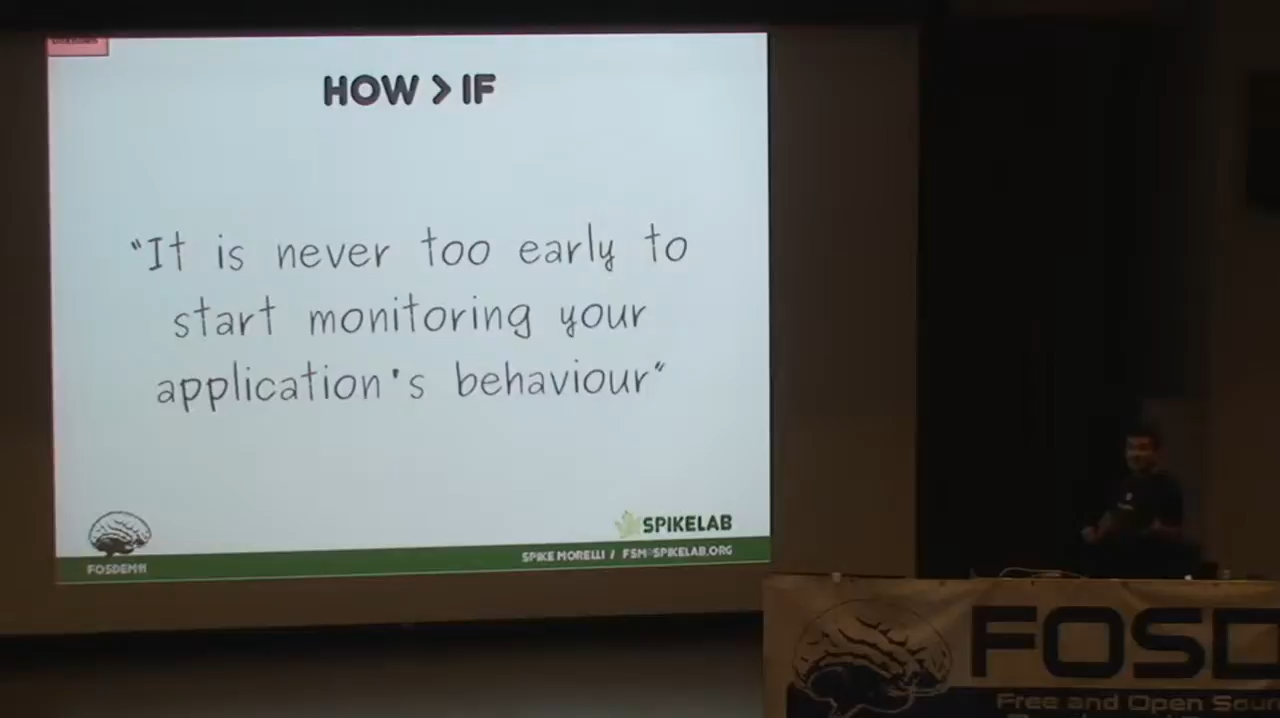 HOW > IF
"It is never too early to
start monitoring your
application's behaviour"
SPIKELAB
SPIKE MORELLI / FSM@SPIKELAB.ORG
FOSDEM11
FOSD
Free and Open Sour